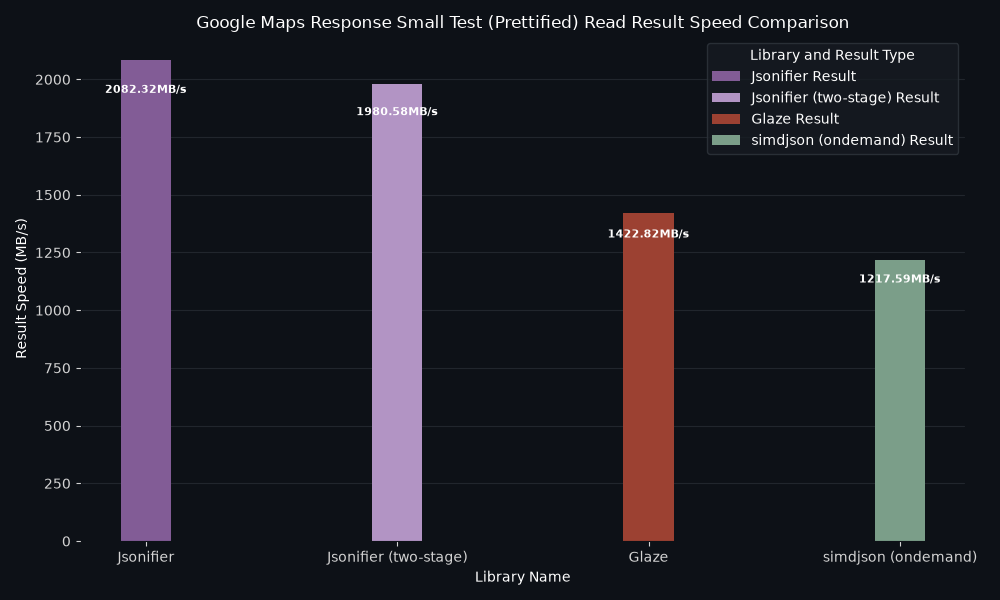 Google Maps Response Small Test (Prettified) Read Result Speed Comparison
Library and Result Type
Jsonifier Result
Jsonifier (two-stage) Result
Glaze Result
simdjson (ondemand) Result
Result Speed (MB/s)
2000
1750
1500
1250
1000
750
500
250
0
2082.32MB/s
1980.58MB/s
1422.82MB/s
1217.59MB/s
Jsonifier
Jsonifier (two-stage)
Glaze
simdjson (ondemand)
Library Name